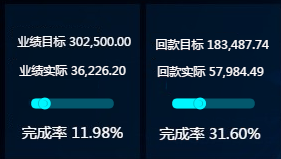 业绩目标 302,500.00
业绩实际 36,226.20
完成率 11.98%
回款目标 183,487.74
回款实际 57,984.49
完成率 31.60%